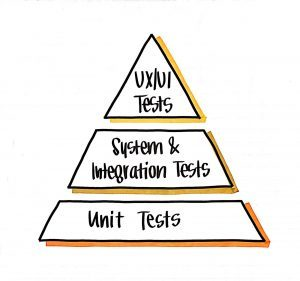 UX/UI
Tests
System &
Integration Tests
Unit Tests